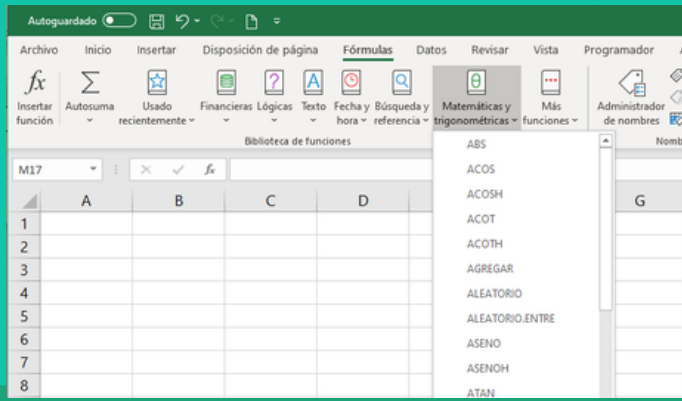 Autoguardado
Archivo Inicio Insertar Disposición de página Fórmulas Datos Revisar Vista Programador
fx Σ ? A θ
Insertar función
Autosuma
Usado recientemente
Financieras
Lógicas
Texto
Fecha y hora
Búsqueda y referencia
Matemáticas y trigonométricas
Más funciones
Administrador de nombres
Biblioteca de funciones
M17 fx
A B C D G
1
2
3
4
5
6
7
8
ABS
ACOS
ACOSH
ACOT
ACOTH
AGREGAR
ALEATORIO
ALEATORIO.ENTRE
ASENO
ASENOH
ATAN